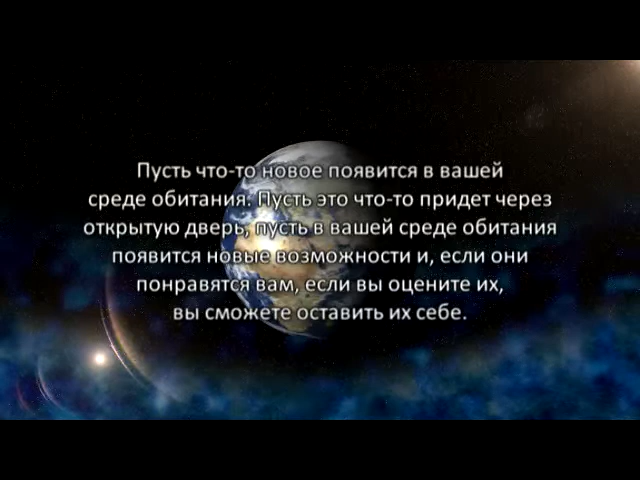 Пусть что-то новое появится в вашей
среде обитания. Пусть это что-то придет через
открытую дверь, пусть в вашей среде обитания
появится новые возможности и, если они
понравятся вам, если вы оцените их,
вы сможете оставить их себе.